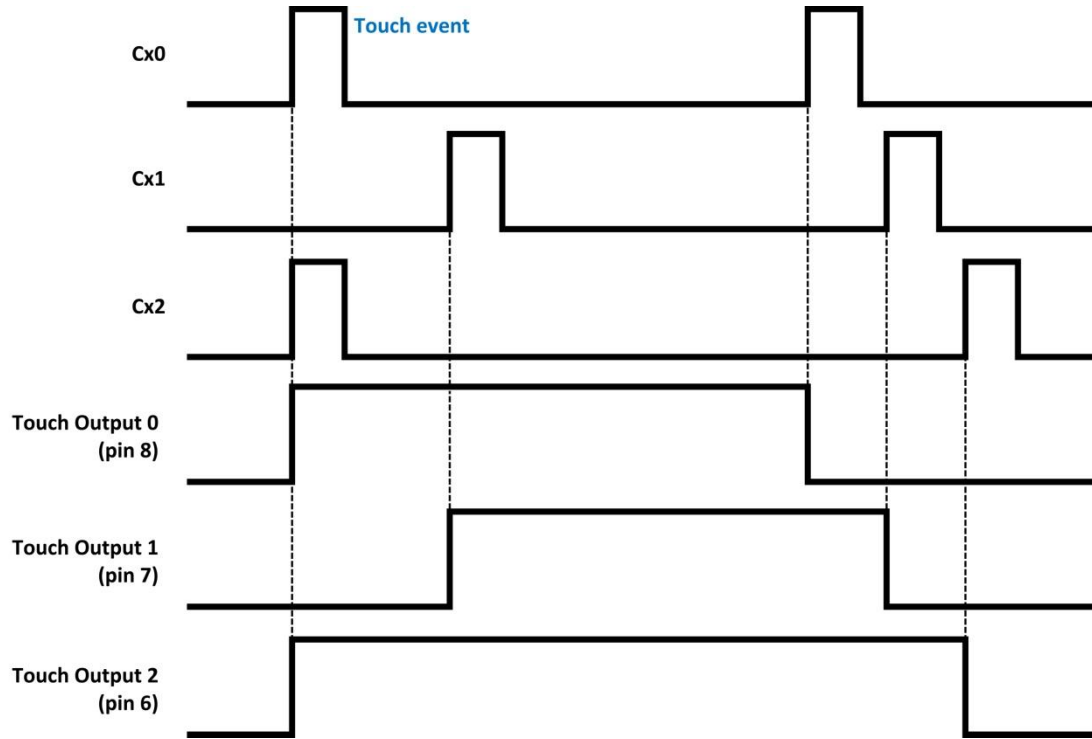 Cx0
Touch event
Cx1
Cx2
Touch Output 0
(pin 8)
Touch Output 1
(pin 7)
Touch Output 2
(pin 6)